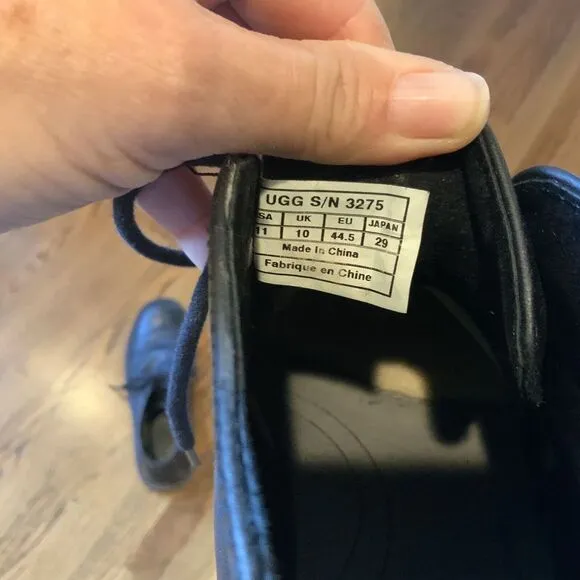 UGG S/N 3275
SA UK EU JAPAN
11 10 44.5 29
Made in China
Fabrique en Chine